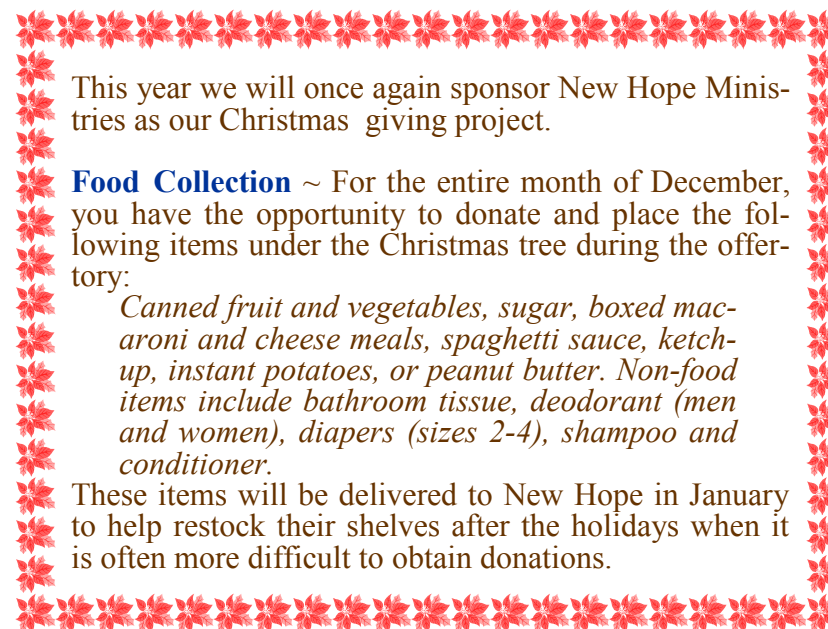 This year we will once again sponsor New Hope Minis-
tries as our Christmas giving project.
Food Collection ~ For the entire month of December,
you have the opportunity to donate and place the fol-
lowing items under the Christmas tree during the offer-
tory:
Canned fruit and vegetables, sugar, boxed mac-
aroni and cheese meals, spaghetti sauce, ketch-
up, instant potatoes, or peanut butter. Non-food
items include bathroom tissue, deodorant (men
and women), diapers (sizes 2-4), shampoo and
conditioner.
These items will be delivered to New Hope in January
to help restock their shelves after the holidays when it
is often more difficult to obtain donations.